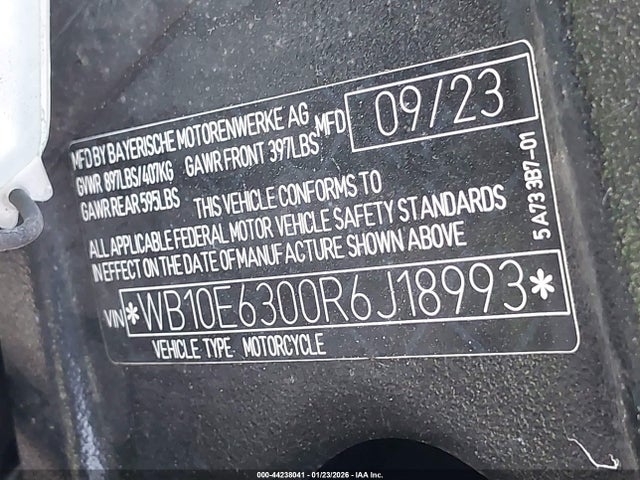 MFD BY BAYERISCHE MOTORENWERKE AG MFD 09/23
GVWR 897LBS/407KG GAWR FRONT 397LBS
GAWR REAR 595LBS THIS VEHICLE CONFORMS TO
ALL APPLICABLE FEDERAL MOTOR VEHICLE SAFETY STANDARDS
IN EFFECT ON THE DATE OF MANUFACTURE SHOWN ABOVE
VIN *WB10E6300R6J18993*
VEHICLE TYPE MOTORCYCLE
5 A73 3B7-01
000-44238041 - 01/23/2026 - IAA Inc.